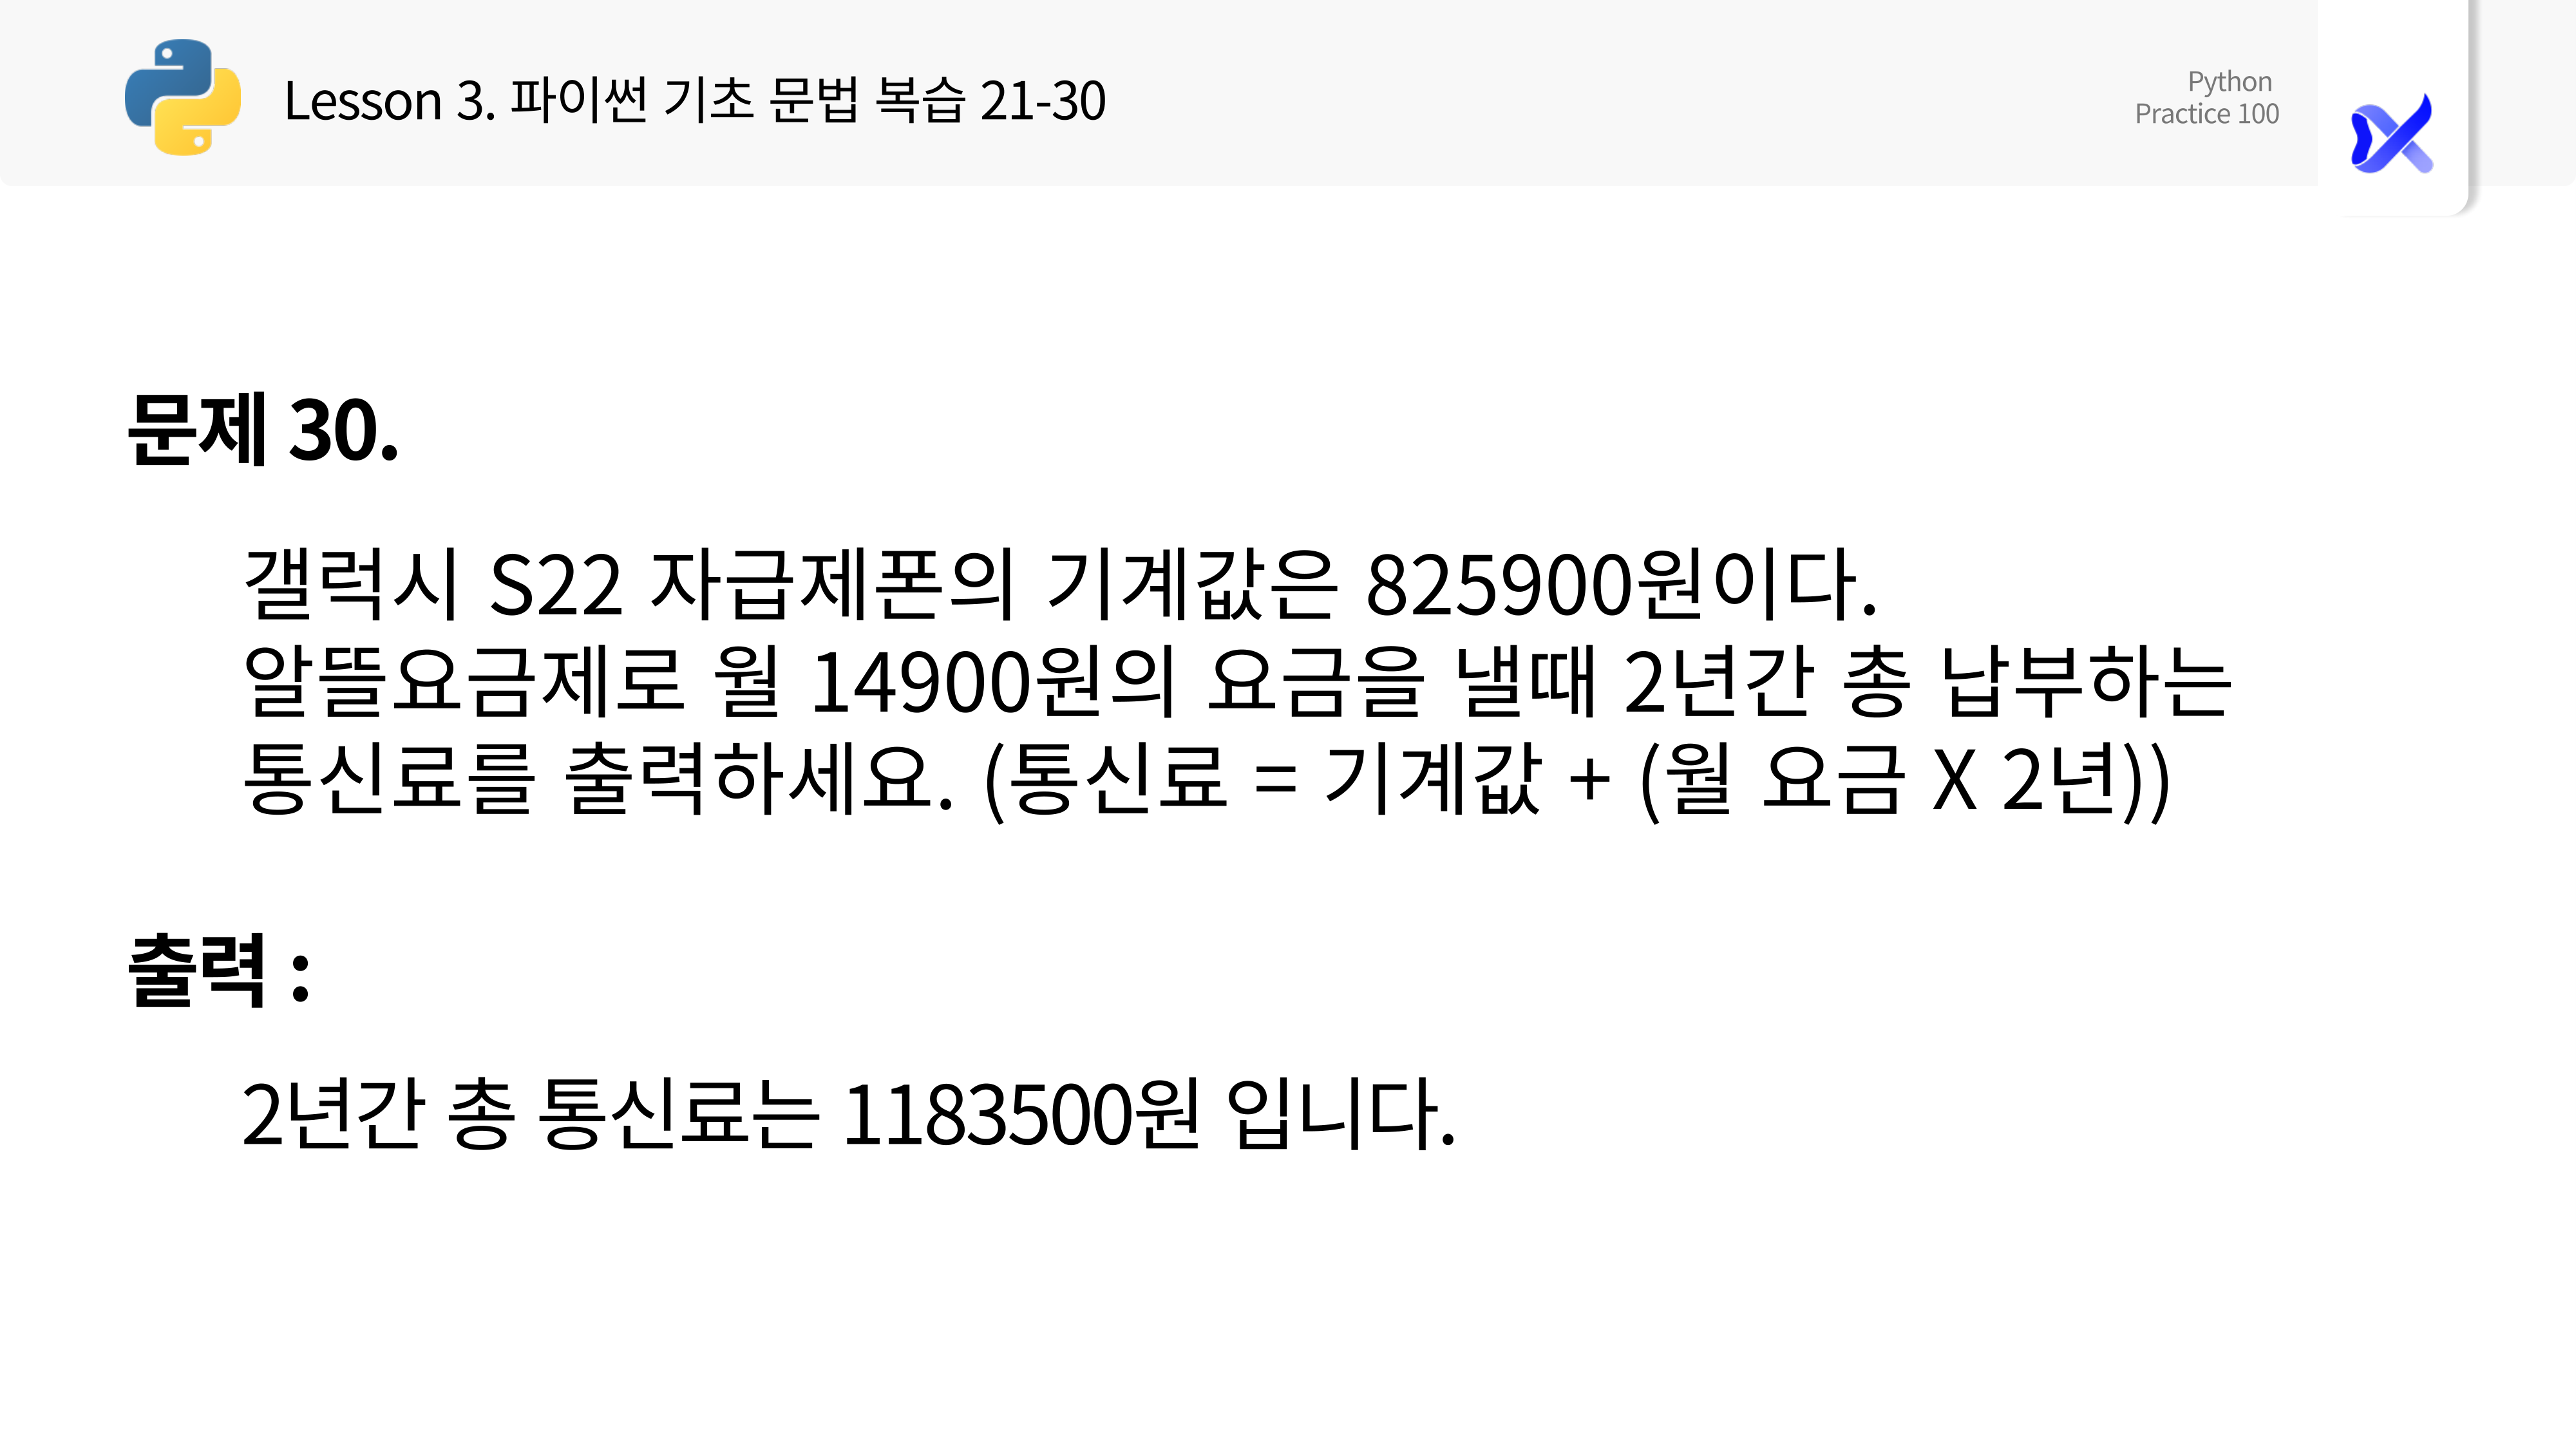 Lesson 3. 파이썬 기초 문법 복습 21-30
Python
Practice 100
문제 30.
갤럭시 S22 자급제폰의 기계값은 825900원이다.
알뜰요금제로 월 14900원의 요금을 낼때 2년간 총 납부하는
통신료를 출력하세요. (통신료 = 기계값 + (월 요금 X 2년))
출력 :
2년간 총 통신료는 1183500원 입니다.